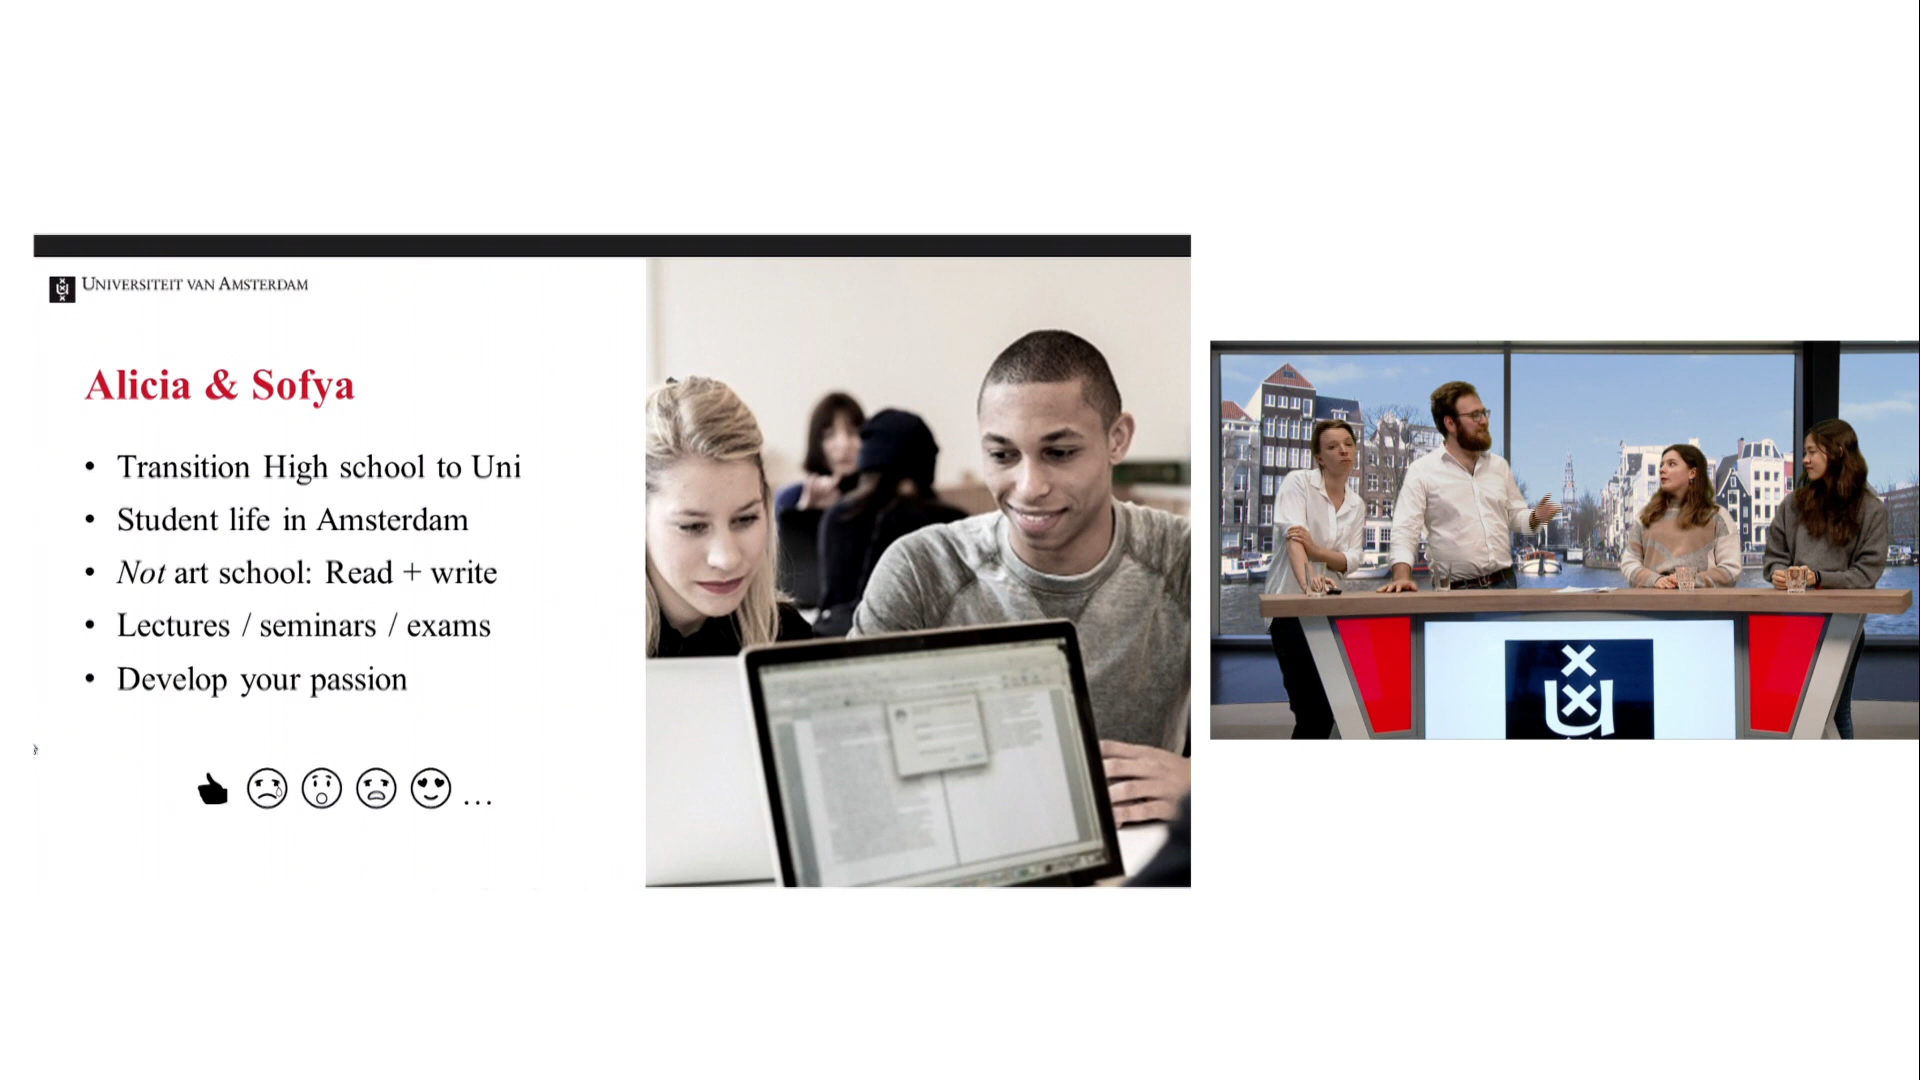 UNIVERSITEIT VAN AMSTERDAM
Alicia & Sofya
• Transition High school to Uni
• Student life in Amsterdam
• Not art school: Read + write
• Lectures / seminars / exams
• Develop your passion
...